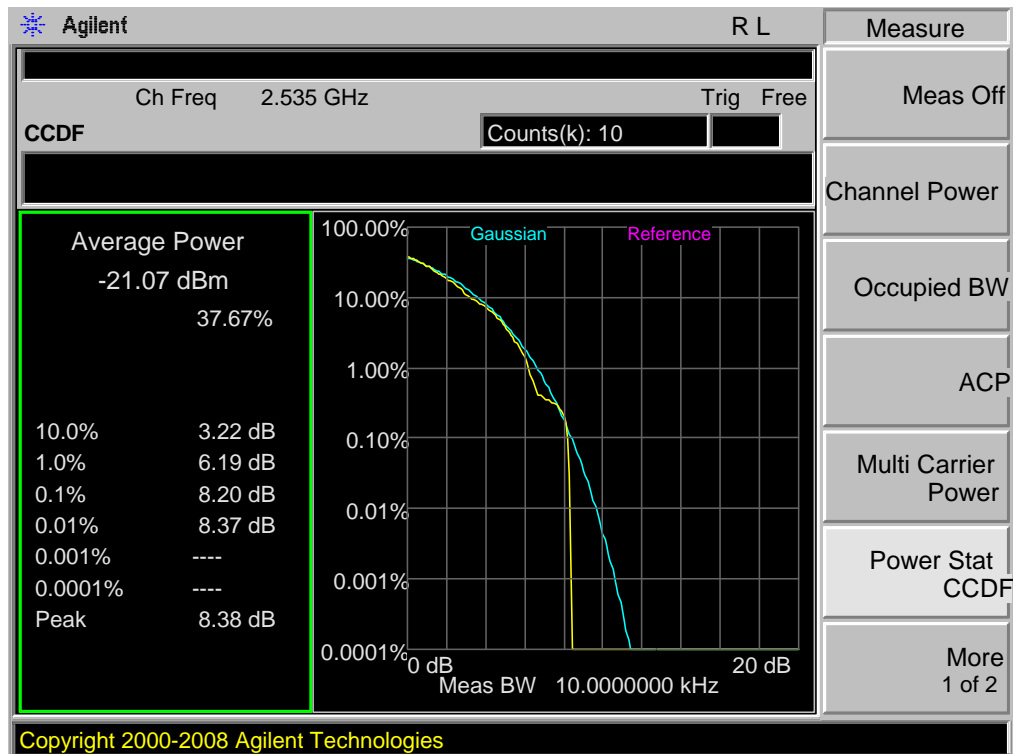 Agilent R L
Ch Freq 2.535 GHz Trig Free
CCDF Counts(k): 10
Average Power
-21.07 dBm
37.67%
10.0% 3.22 dB
1.0% 6.19 dB
0.1% 8.20 dB
0.01% 8.37 dB
0.001% ----
0.0001% ----
Peak 8.38 dB
Gaussian Reference
100.00%
10.00%
1.00%
0.10%
0.01%
0.001%
0.0001%
0 dB 20 dB
Meas BW 10.0000000 kHz
Measure
Meas Off
Channel Power
Occupied BW
ACP
Multi Carrier
Power
Power Stat
CCDF
More
1 of 2
Copyright 2000-2008 Agilent Technologies